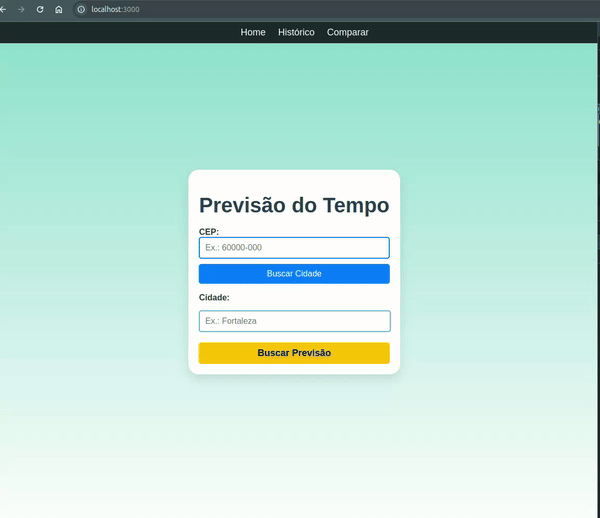 localhost:3000
Home Histórico Comparar
Previsão do Tempo
CEP:
Ex.: 60000-000
Buscar Cidade
Cidade:
Ex.: Fortaleza
Buscar Previsão